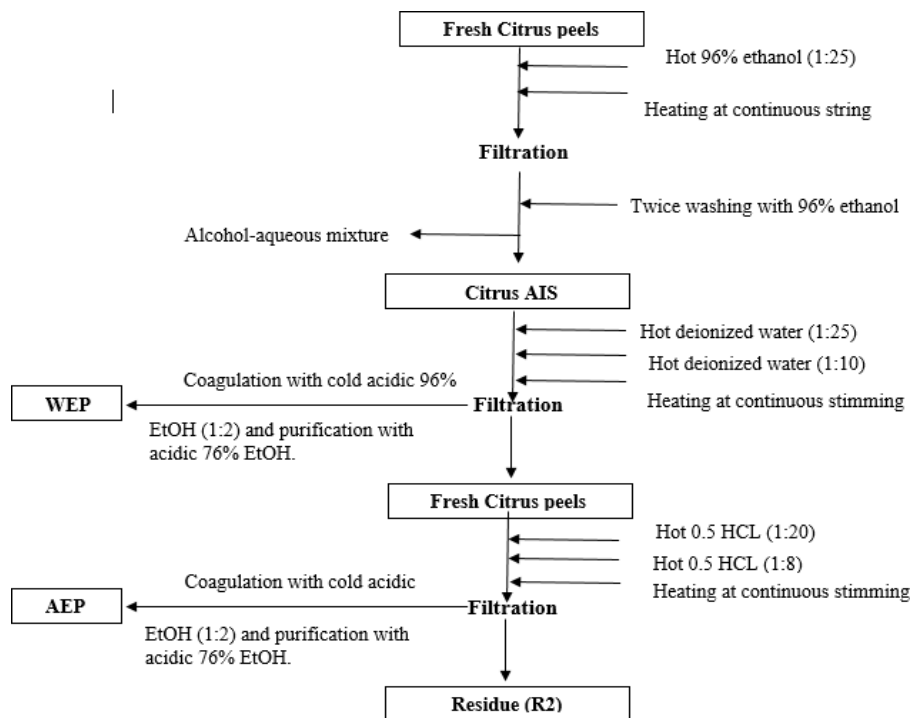 Fresh Citrus peels
Hot 96% ethanol (1:25)
Heating at continuous string
Filtration
Twice washing with 96% ethanol
Alcohol-aqueous mixture
Citrus AIS
Hot deionized water (1:25)
Hot deionized water (1:10)
Heating at continuous stimming
Coagulation with cold acidic 96%
WEP
Filtration
EtOH (1:2) and purification with
acidic 76% EtOH.
Fresh Citrus peels
Hot 0.5 HCL (1:20)
Hot 0.5 HCL (1:8)
Heating at continuous stimming
Coagulation with cold acidic
AEP
Filtration
EtOH (1:2) and purification with
acidic 76% EtOH.
Residue (R2)